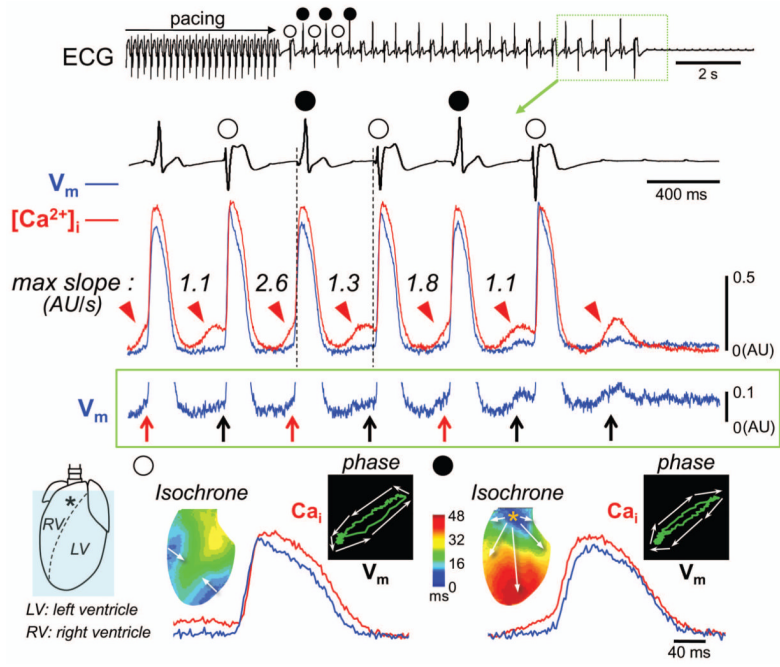 pacing
ECG
2 s
400 ms
Vm
[Ca2+]i
max slope :
(AU/s)
1.1 2.6 1.3 1.8 1.1
0.5
0(AU)
Vm
0.1
0(AU)
*
RV
LV
LV: left ventricle
RV: right ventricle
Isochrone
phase
Cai
Vm
48
32
16
0
ms
Isochrone
*
phase
Cai
Vm
40 ms